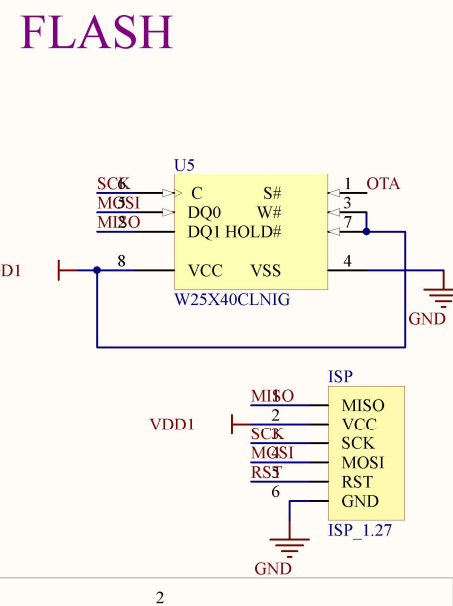 FLASH
U5
SCK 6 C S# 1 OTA
MOSI 5 DQ0 W# 3
MISO 2 DQ1 HOLD# 7
D1 8 VCC VSS 4
W25X40CLNIG
GND
ISP
MISO 1 MISO
VDD1 2 VCC
SCK 3 SCK
MOSI 4 MOSI
RST 5 RST
6 GND
ISP_1.27
GND
2